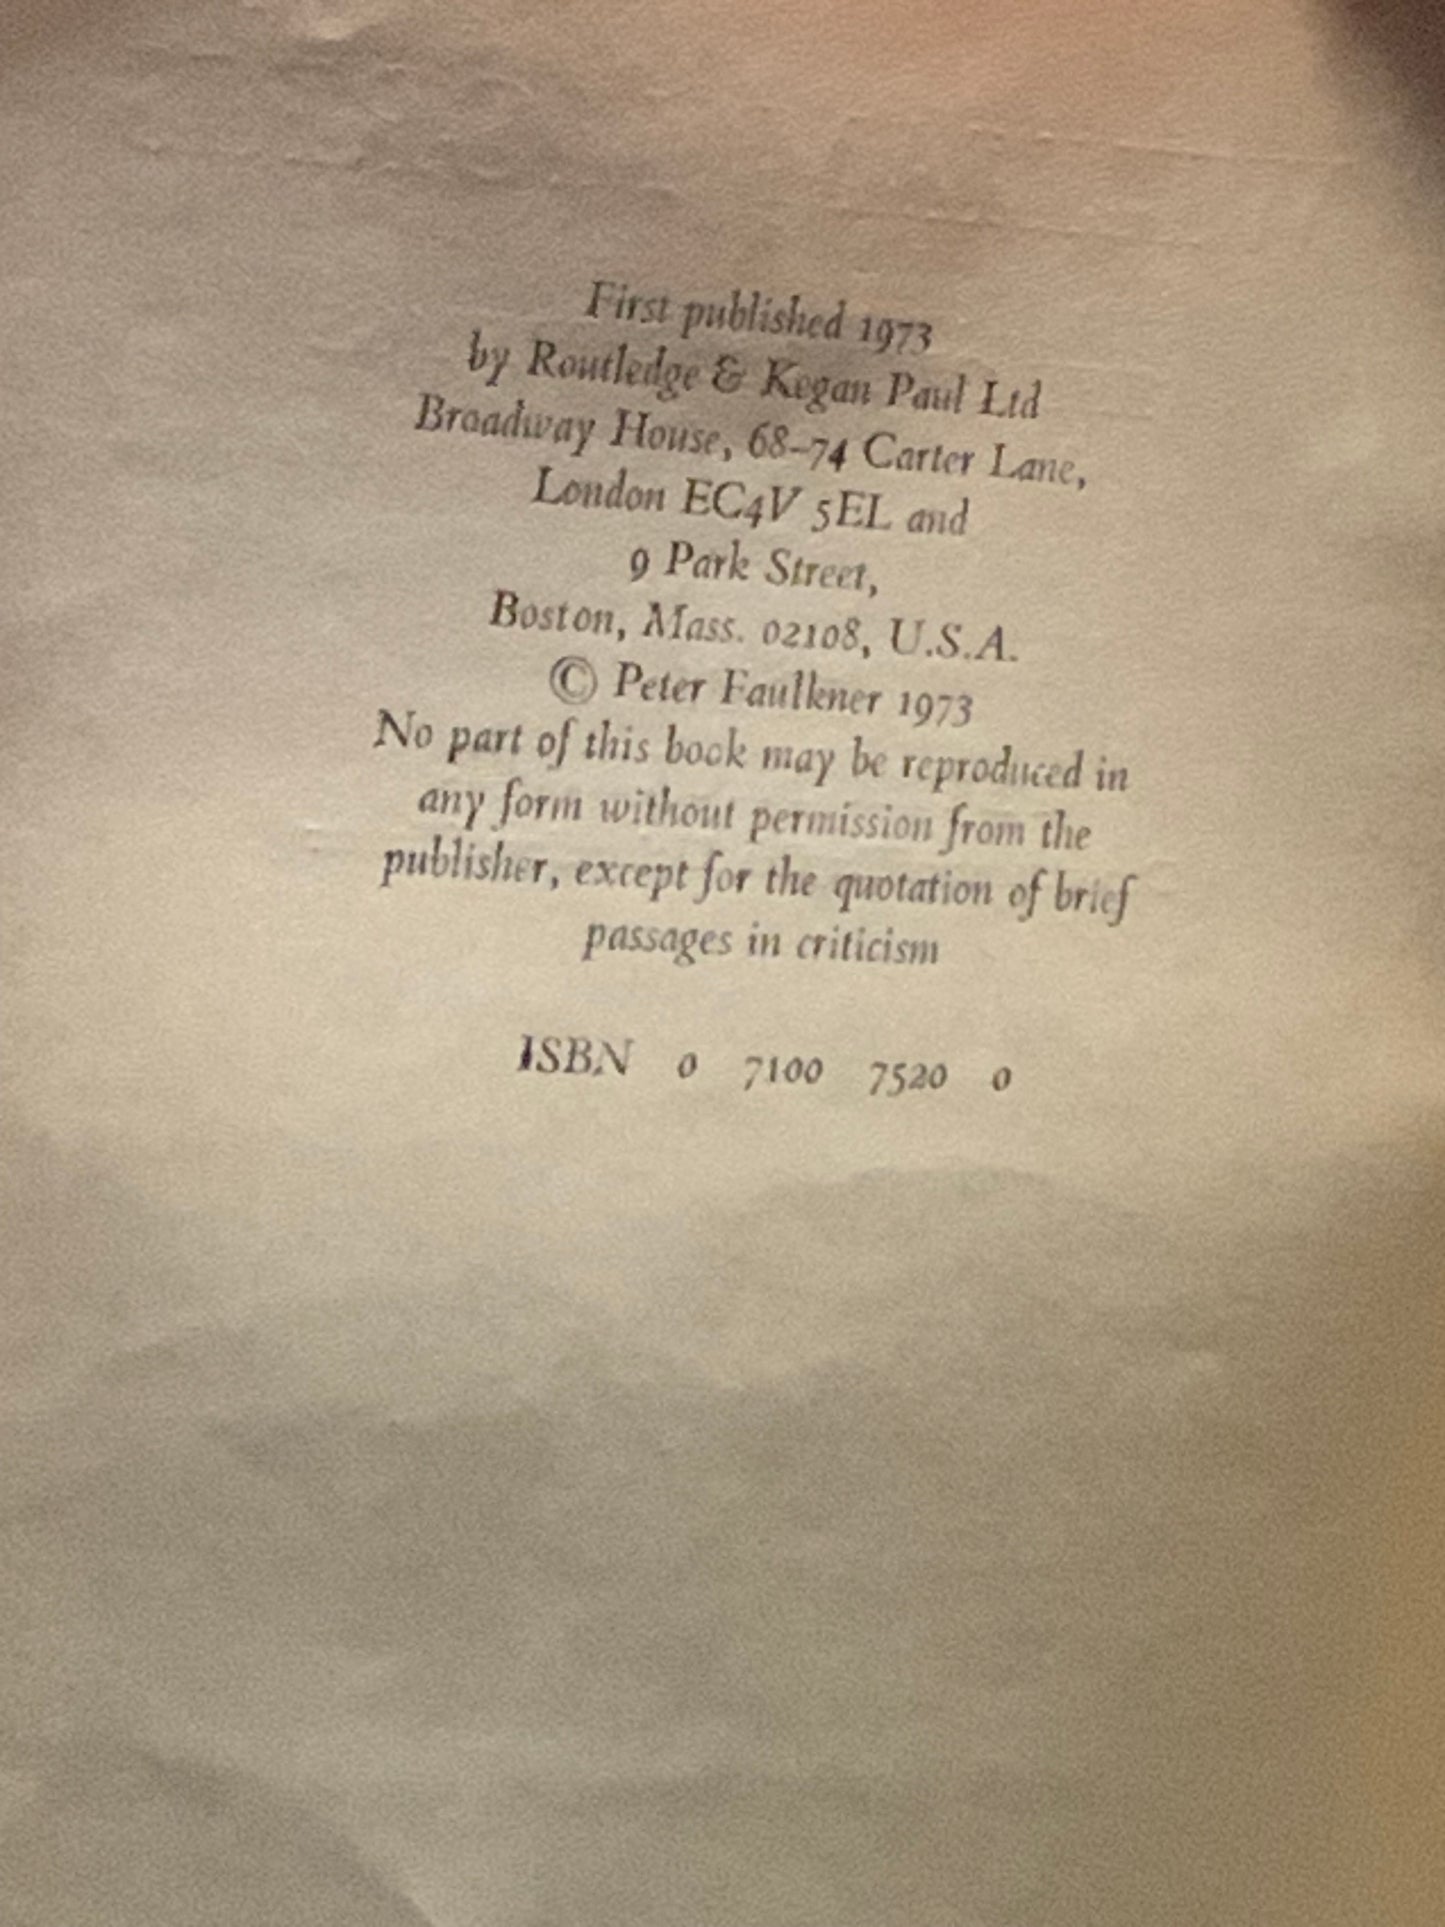 First published 1973
by Routledge & Kegan Paul Ltd
Broadway House, 68–74 Carter Lane,
London EC4V 5EL and
9 Park Street,
Boston, Mass. 02108, U.S.A.
© Peter Faulkner 1973
No part of this book may be reproduced in
any form without permission from the
publisher, except for the quotation of brief
passages in criticism
ISBN 0 7100 7520 0